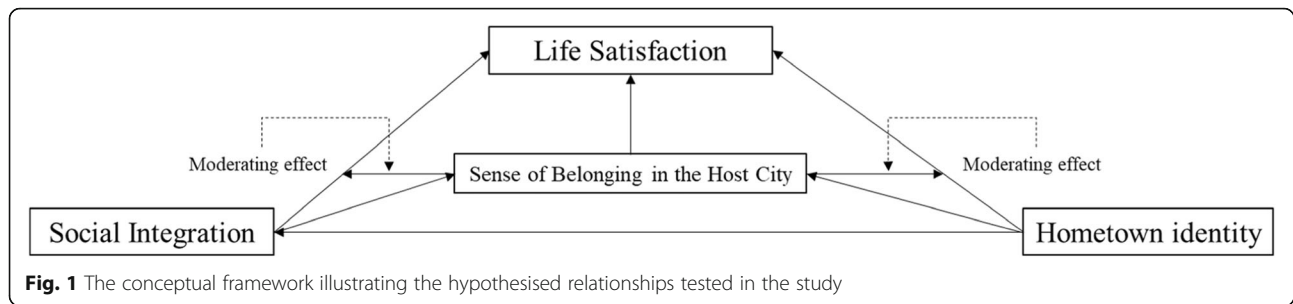 Life Satisfaction
Moderating effect
Moderating effect
Sense of Belonging in the Host City
Social Integration
Hometown identity
Fig. 1 The conceptual framework illustrating the hypothesised relationships tested in the study